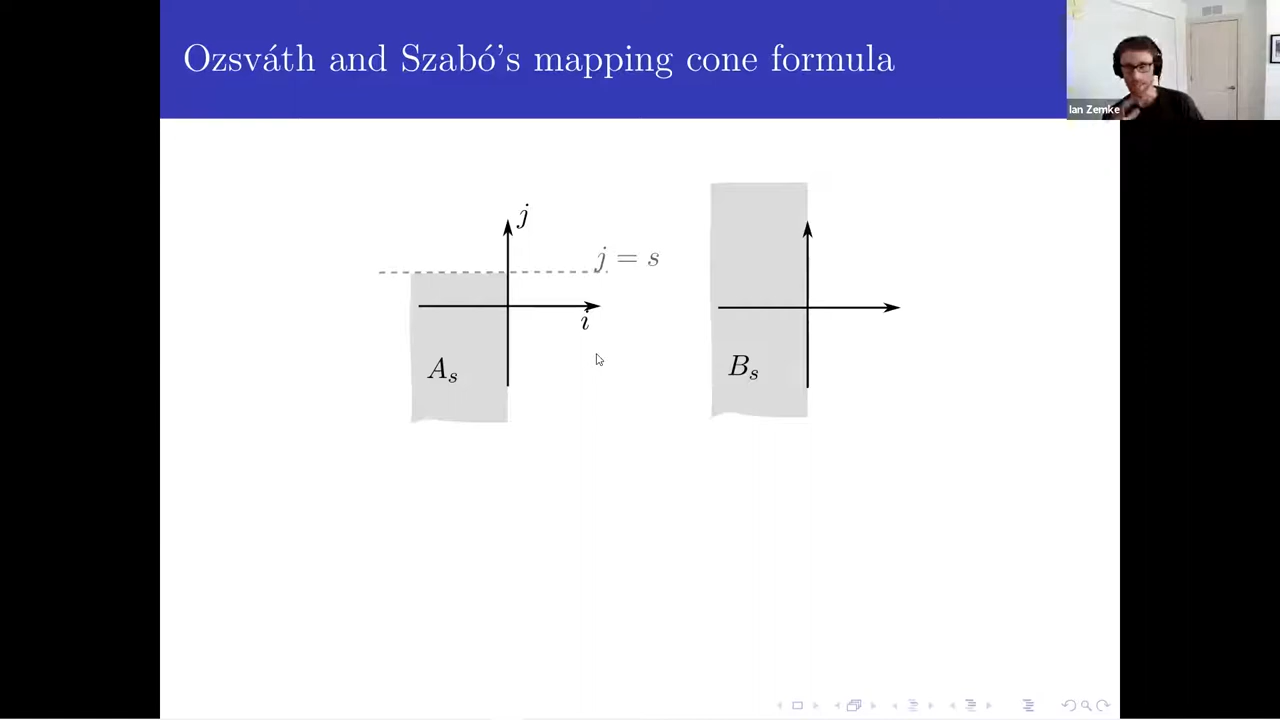 Ozsváth and Szabó's mapping cone formula
Ian Zemke
j
j = s
i
A_s
B_s